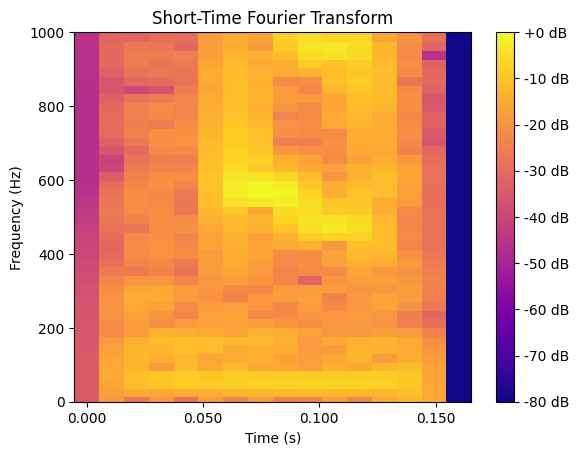 Short-Time Fourier Transform
1000
800
600
400
200
0
Frequency (Hz)
0.000
0.050
0.100
0.150
Time (s)
+0 dB
-10 dB
-20 dB
-30 dB
-40 dB
-50 dB
-60 dB
-70 dB
-80 dB